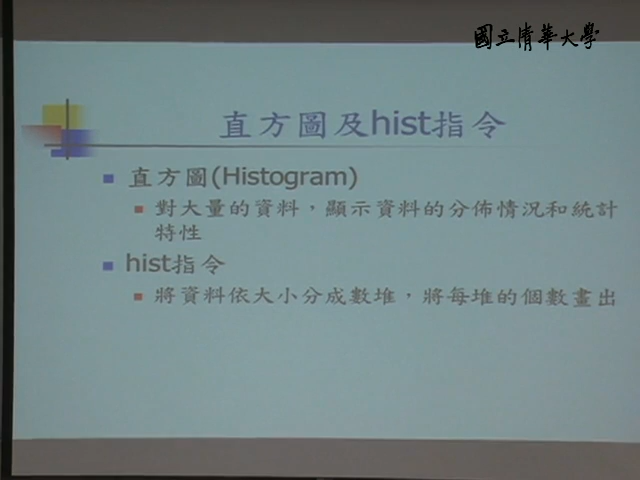 國立清華大學
直方圖及hist指令
直方圖(Histogram)
對大量的資料，顯示資料的分佈情況和統計
特性
hist指令
將資料依大小分成數堆，將每堆的個數畫出